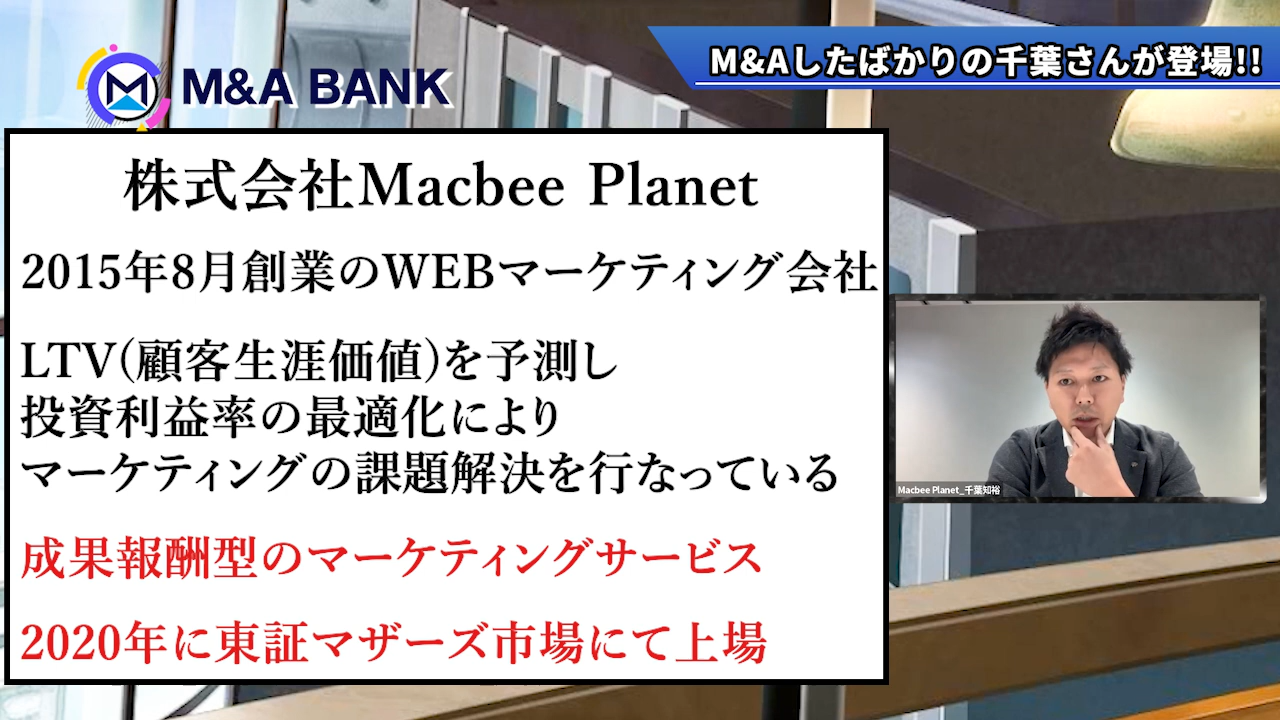 M&A BANK
M&Aしたばかりの千葉さんが登場!!
株式会社Macbee Planet
2015年8月創業のWEBマーケティング会社
LTV(顧客生涯価値)を予測し
投資利益率の最適化により
マーケティングの課題解決を行なっている
成果報酬型のマーケティングサービス
2020年に東証マザーズ市場にて上場
Macbee Planet_千葉知裕